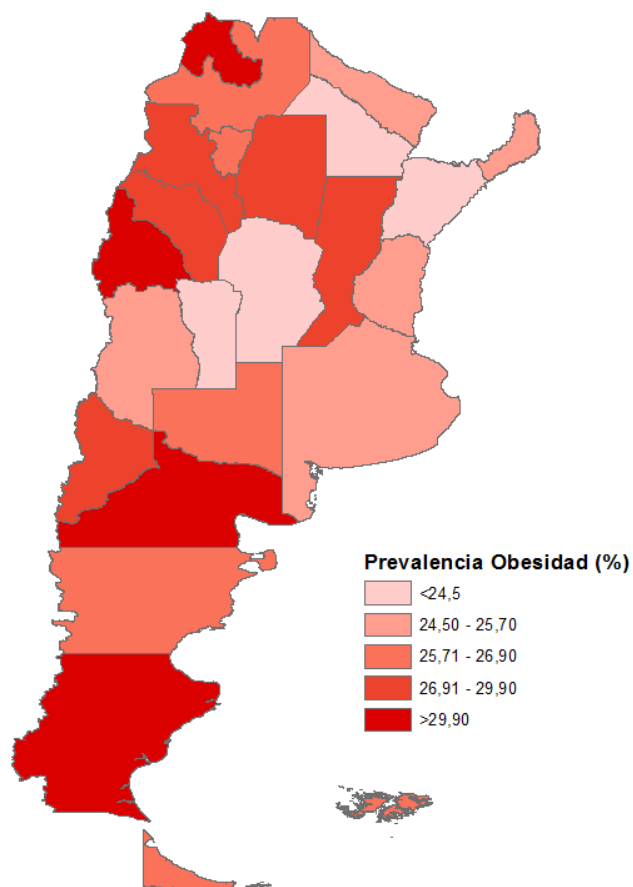 Prevalencia Obesidad (%)
<24,5
24,50 - 25,70
25,71 - 26,90
26,91 - 29,90
>29,90